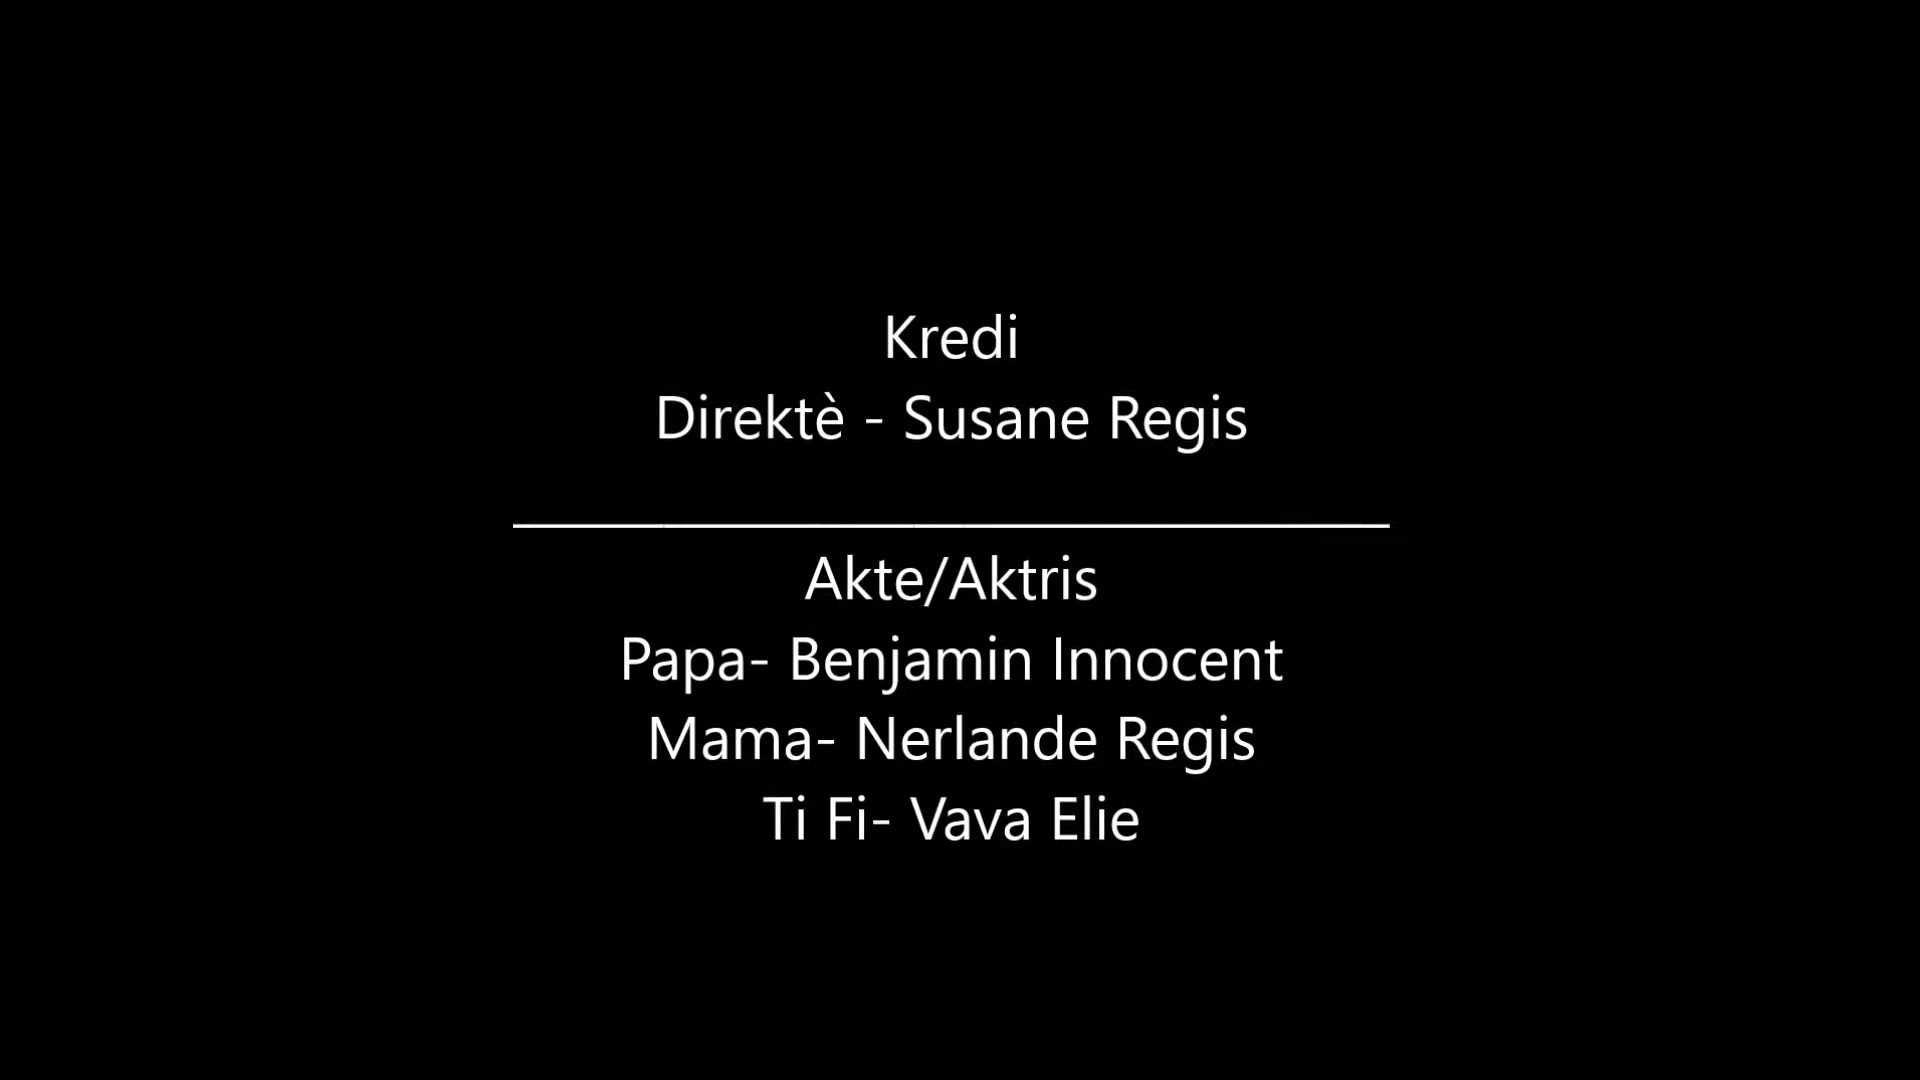 Kredi
Direktè - Susane Regis
Akte/Aktris
Papa- Benjamin Innocent
Mama- Nerlande Regis
Ti Fi- Vava Elie